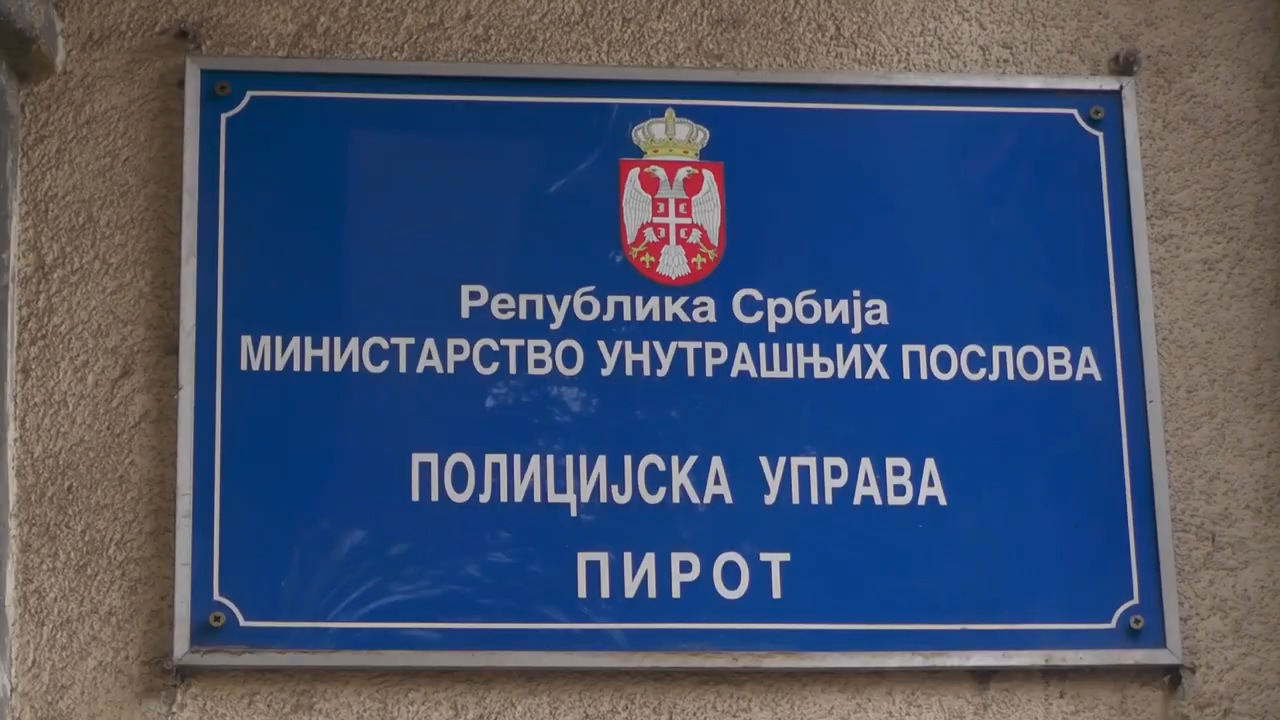 Република Србија
МИНИСТАРСТВО УНУТРАШЊИХ ПОСЛОВА
ПОЛИЦИЈСКА УПРАВА
ПИРОТ